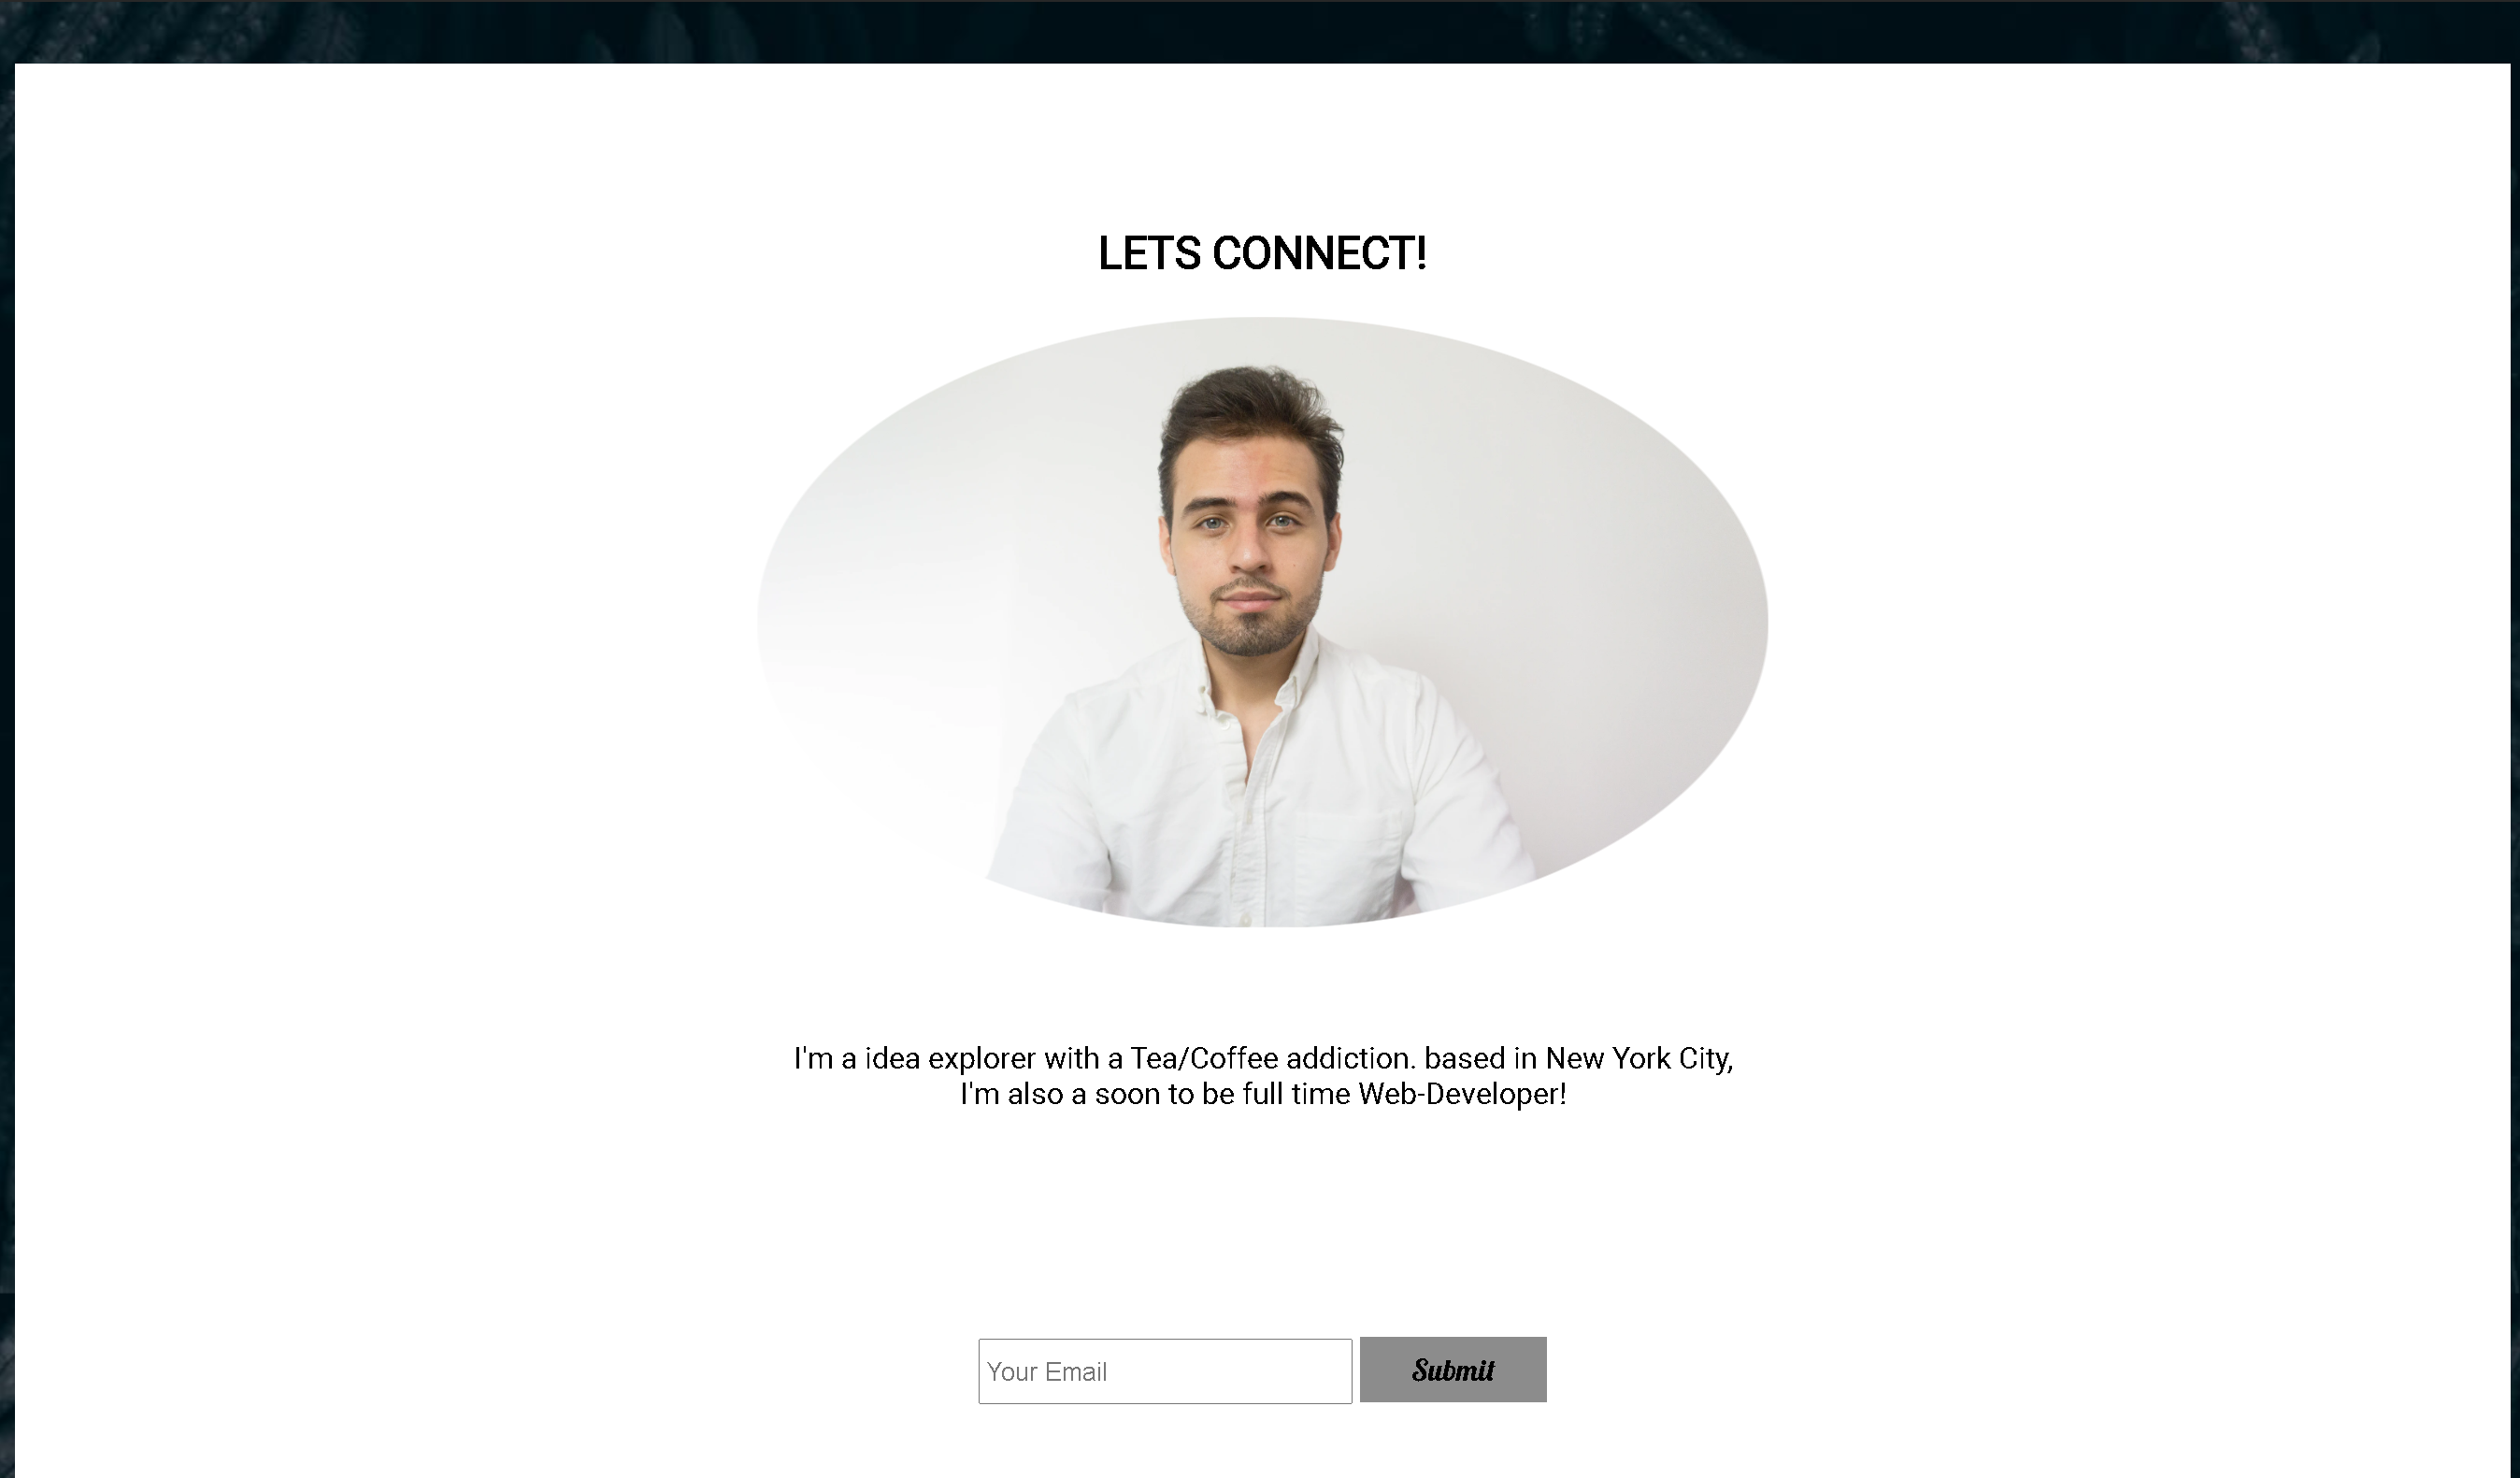 LETS CONNECT!
I'm a idea explorer with a Tea/Coffee addiction. based in New York City,
I'm also a soon to be full time Web-Developer!
Your Email
Submit